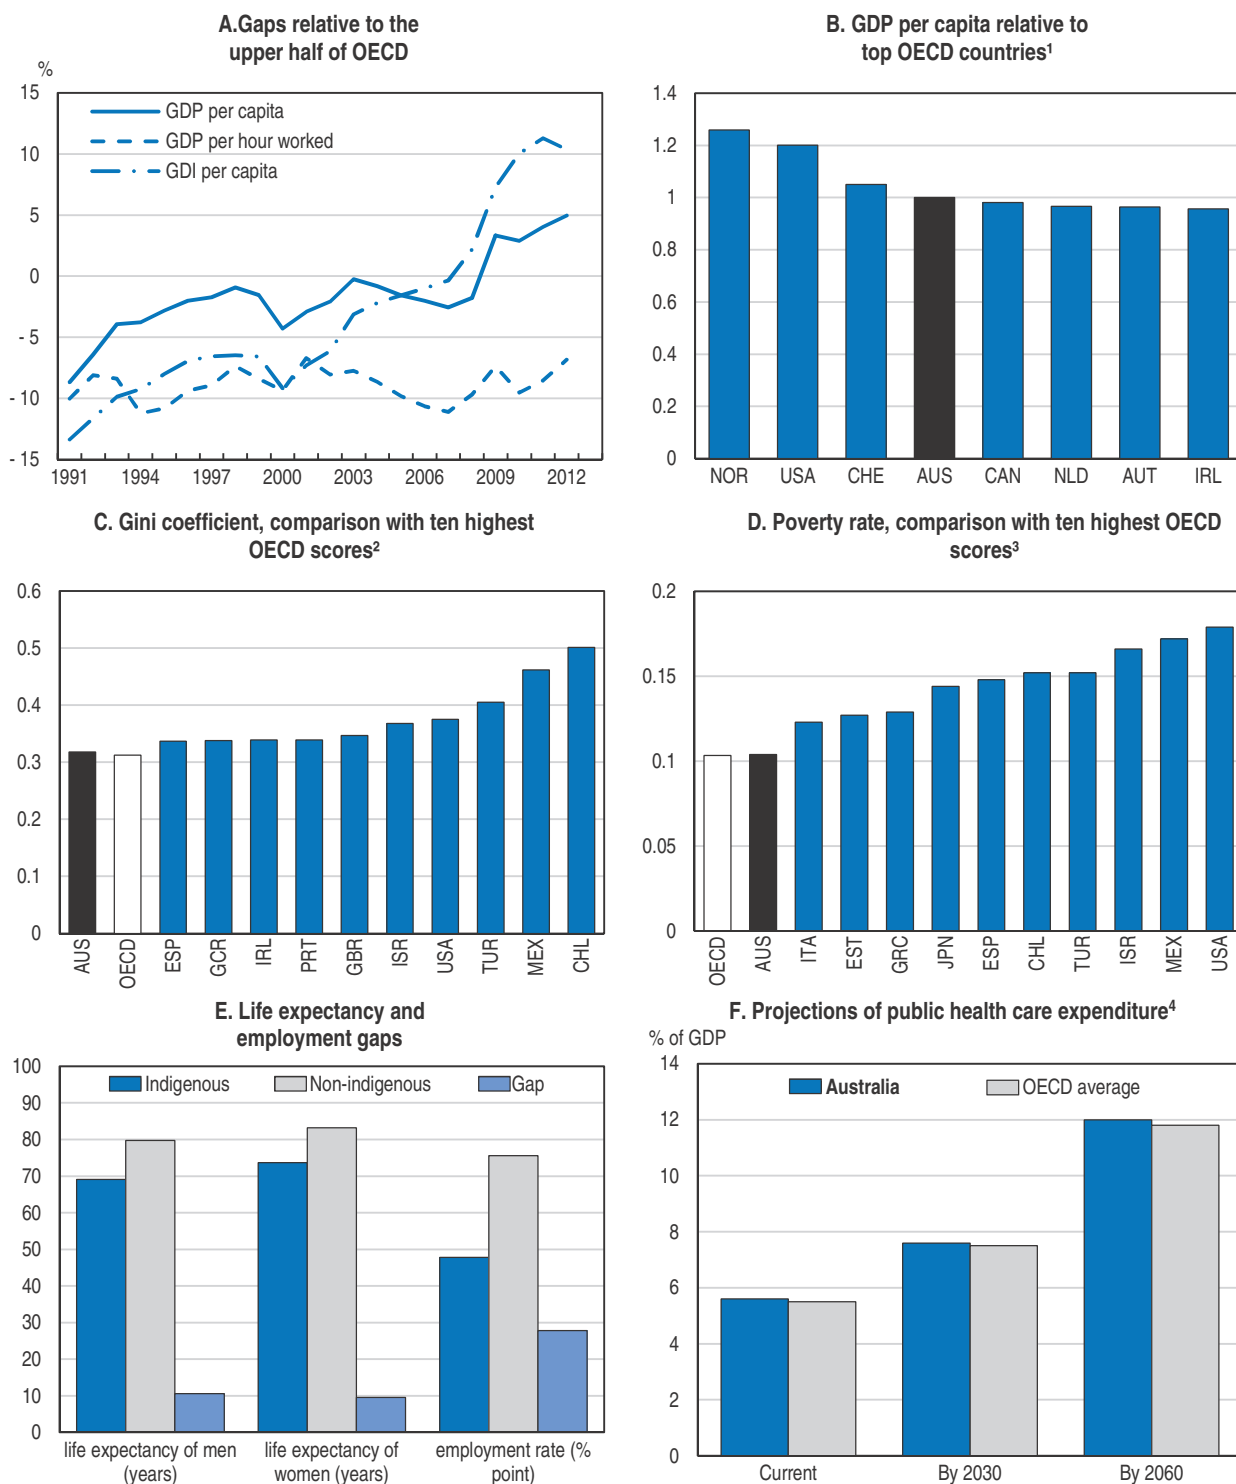 A.Gaps relative to the
upper half of OECD
%
15
10
5
0
- 5
- 10
- 15
GDP per capita
GDP per hour worked
GDI per capita
1991 1994 1997 2000 2003 2006 2009 2012
B. GDP per capita relative to
top OECD countries¹
1.4
1.2
1
0.8
0.6
0.4
0.2
0
NOR USA CHE AUS CAN NLD AUT IRL
C. Gini coefficient, comparison with ten highest
OECD scores²
0.6
0.5
0.4
0.3
0.2
0.1
0
AUS OECD ESP GCR IRL PRT GBR ISR USA TUR MEX CHL
D. Poverty rate, comparison with ten highest OECD
scores³
0.2
0.15
0.1
0.05
0
OECD AUS ITA EST GRC JPN ESP CHL TUR ISR MEX USA
E. Life expectancy and
employment gaps
100
90
80
70
60
50
40
30
20
10
0
Indigenous Non-indigenous Gap
life expectancy of men
(years)
life expectancy of
women (years)
employment rate (%
point)
F. Projections of public health care expenditure⁴
% of GDP
14
12
10
8
6
4
2
0
Australia OECD average
Current By 2030 By 2060